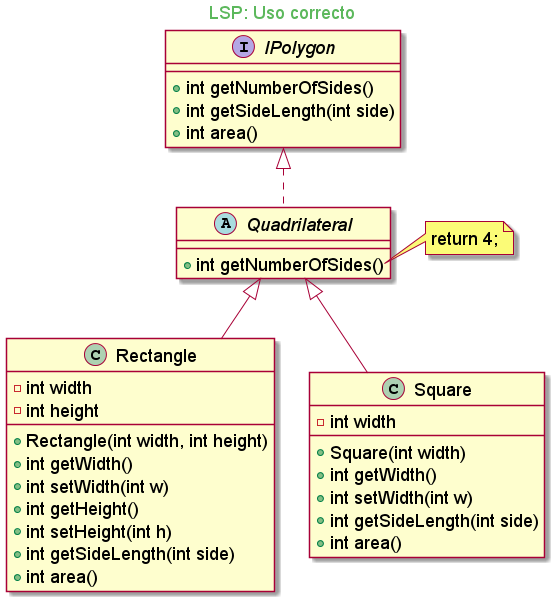 LSP: Uso correcto
I IPolygon
int getNumberOfSides()
int getSideLength(int side)
int area()
A Quadrilateral
int getNumberOfSides()
return 4;
C Rectangle
int width
int height
Rectangle(int width, int height)
int getWidth()
int setWidth(int w)
int getHeight()
int setHeight(int h)
int getSideLength(int side)
int area()
C Square
int width
Square(int width)
int getWidth()
int setWidth(int w)
int getSideLength(int side)
int area()